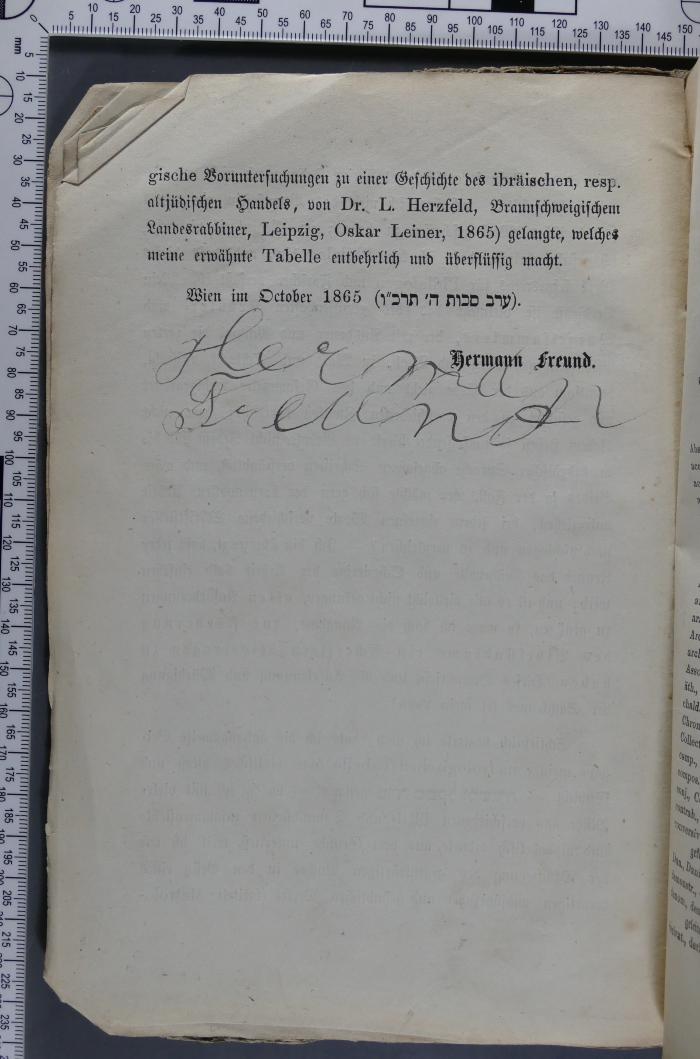 gische Voruntersuchungen zu einer Geschichte des ibräischen, resp.
altjüdischen Handels, von Dr. L. Herzfeld, Braunschweigischem
Landesrabbiner, Leipzig, Oskar Leiner, 1865) gelangte, welches
meine erwähnte Tabelle entbehrlich und überflüssig macht.
Wien im October 1865 (ערב סכות ה' תרכ"ו).
Hermann Freund.
Herman
Freund